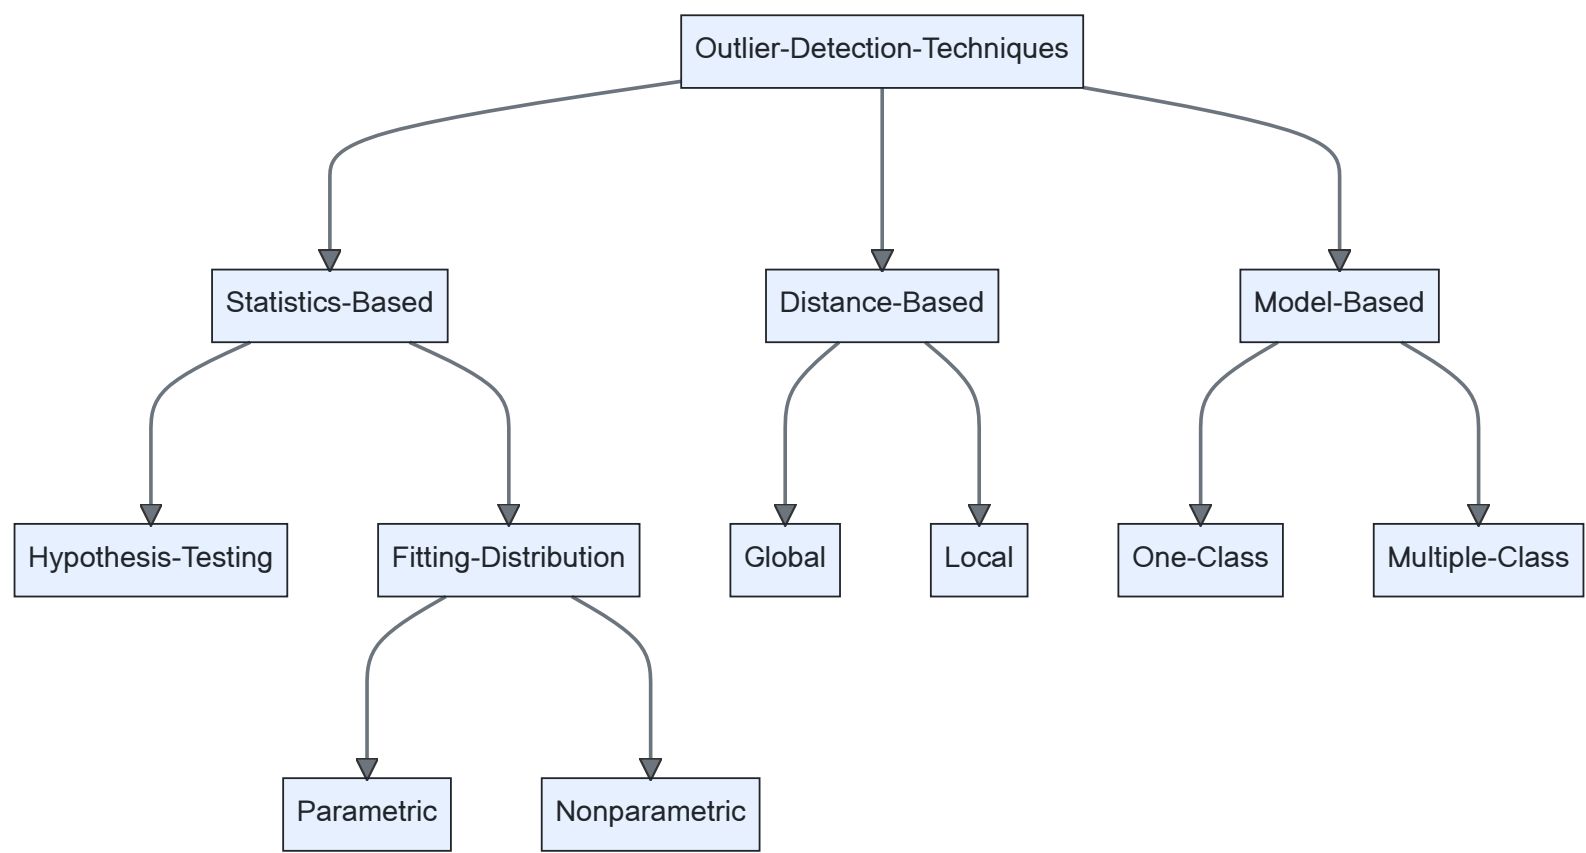 Outlier-Detection-Techniques
Statistics-Based
Distance-Based
Model-Based
Hypothesis-Testing
Fitting-Distribution
Global
Local
One-Class
Multiple-Class
Parametric
Nonparametric